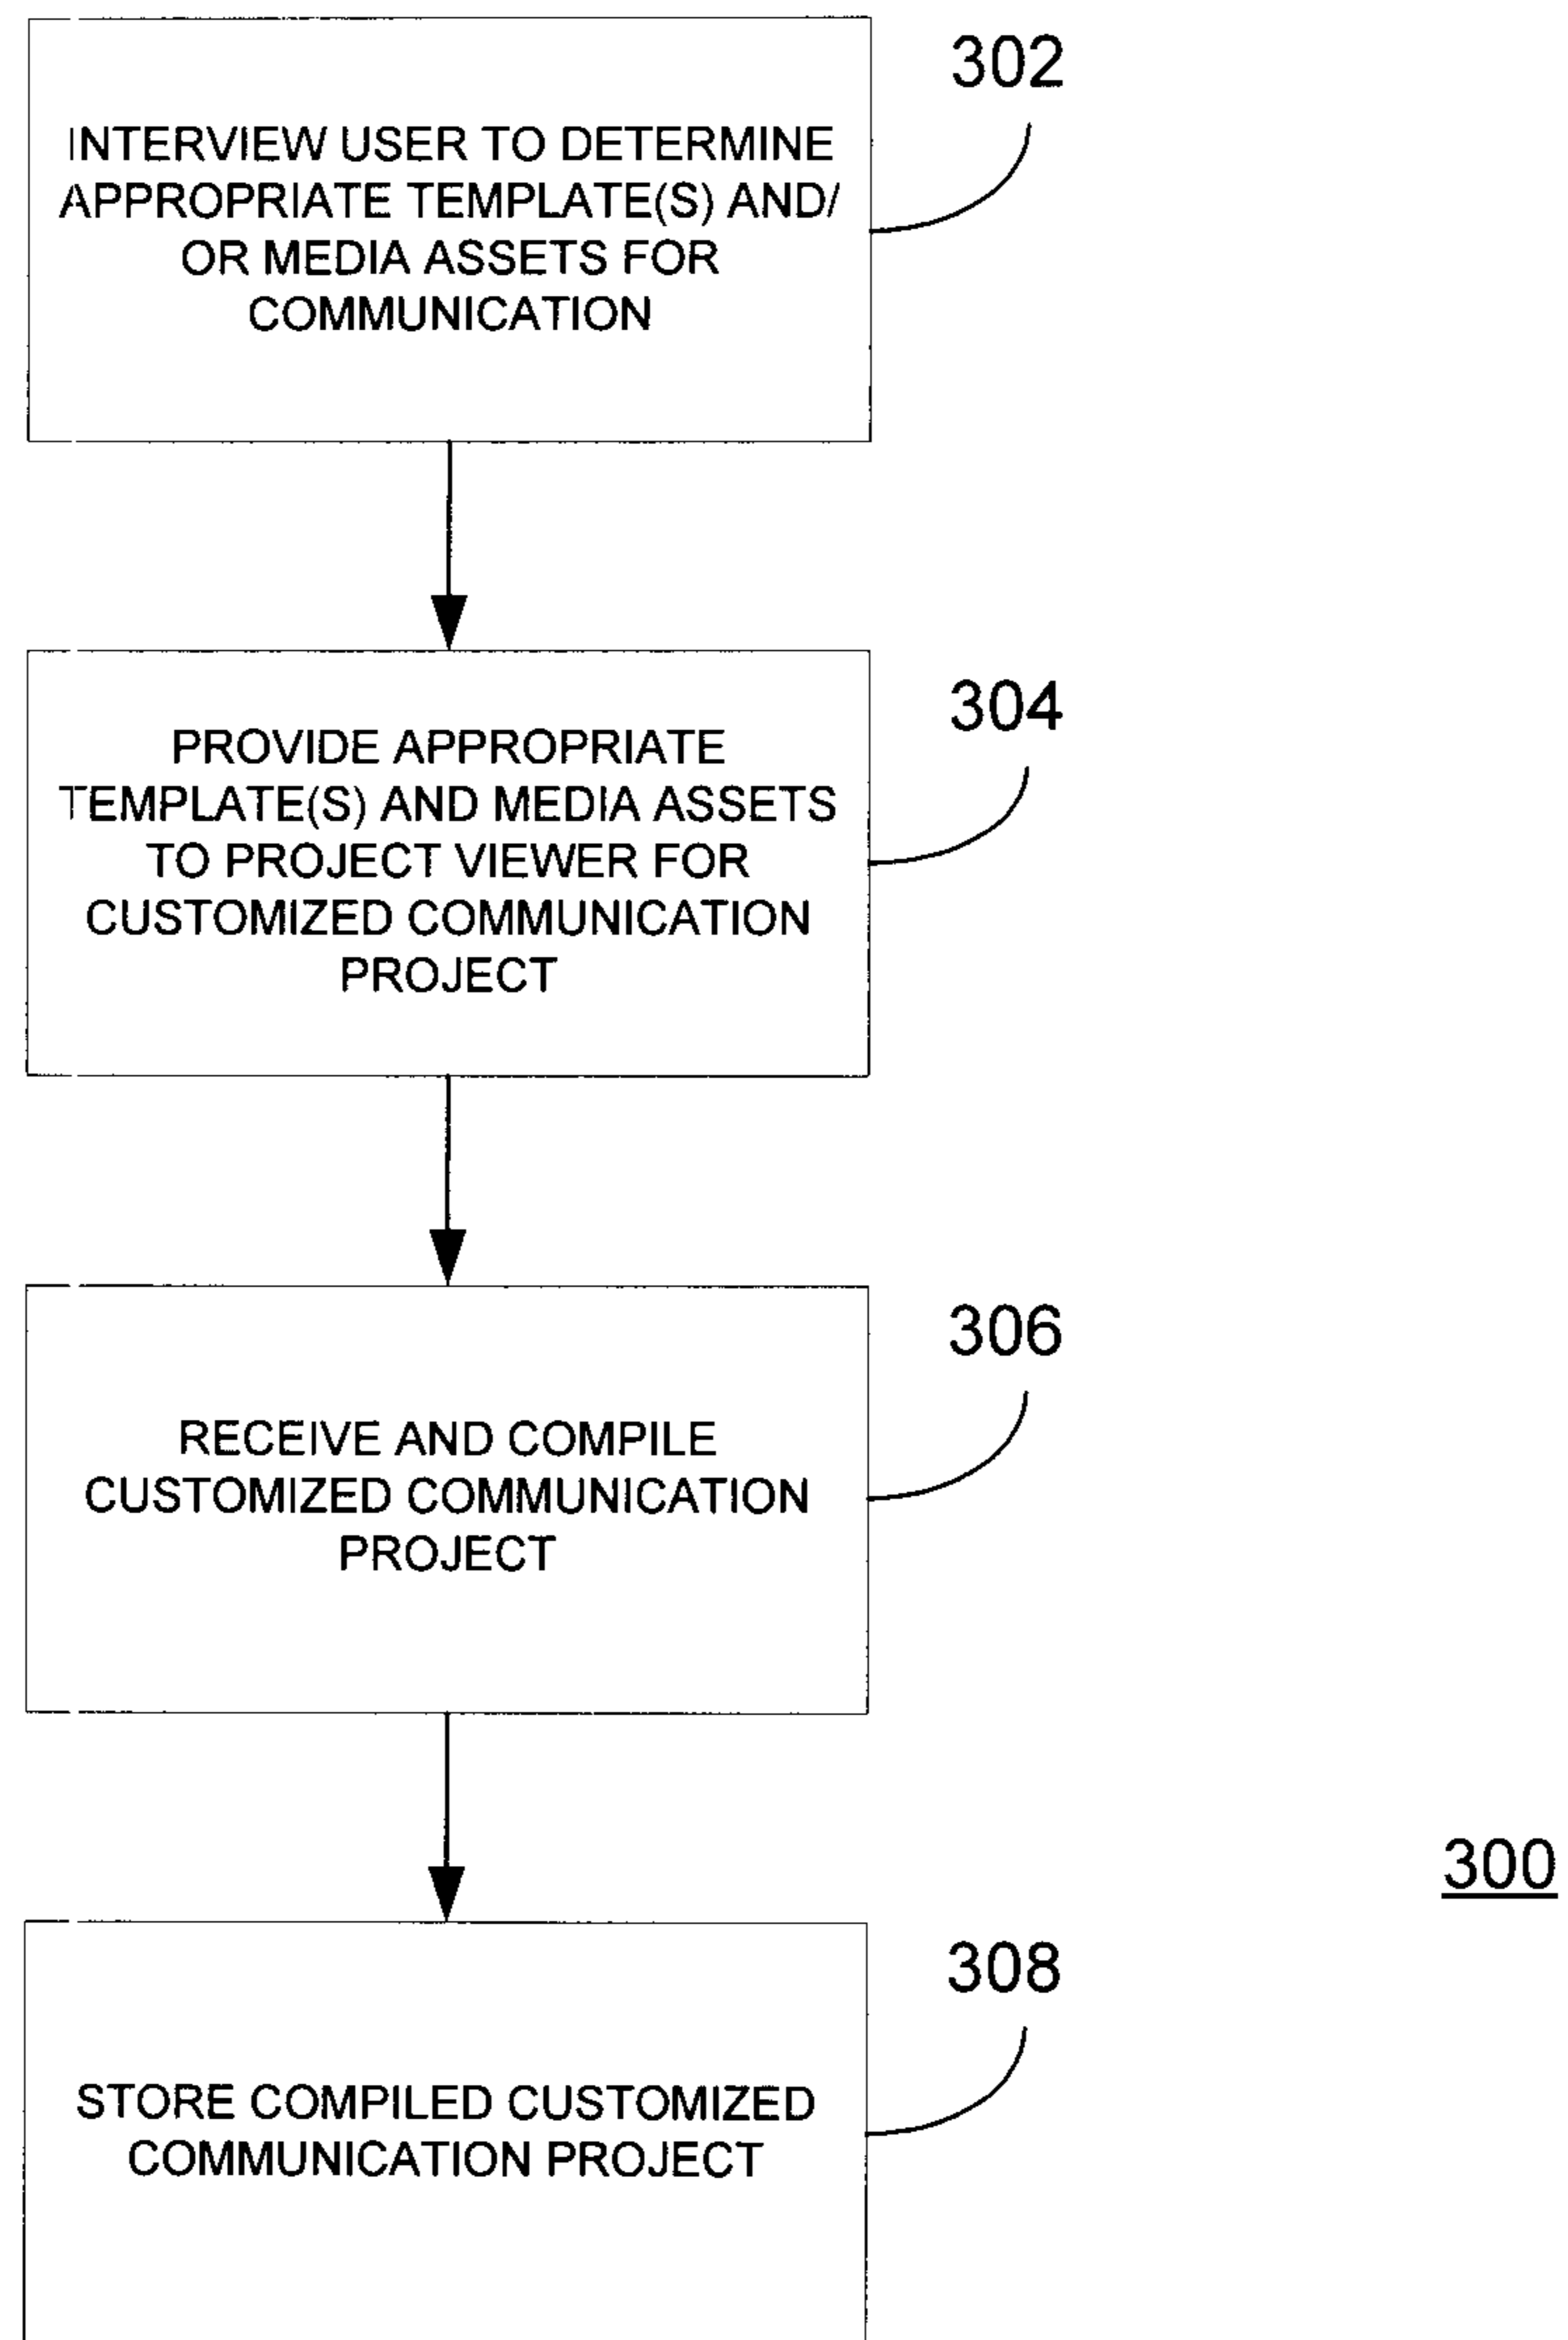 302
INTERVIEW USER TO DETERMINE
APPROPRIATE TEMPLATE(S) AND/
OR MEDIA ASSETS FOR
COMMUNICATION
304
PROVIDE APPROPRIATE
TEMPLATE(S) AND MEDIA ASSETS
TO PROJECT VIEWER FOR
CUSTOMIZED COMMUNICATION
PROJECT
306
RECEIVE AND COMPILE
CUSTOMIZED COMMUNICATION
PROJECT
300
308
STORE COMPILED CUSTOMIZED
COMMUNICATION PROJECT